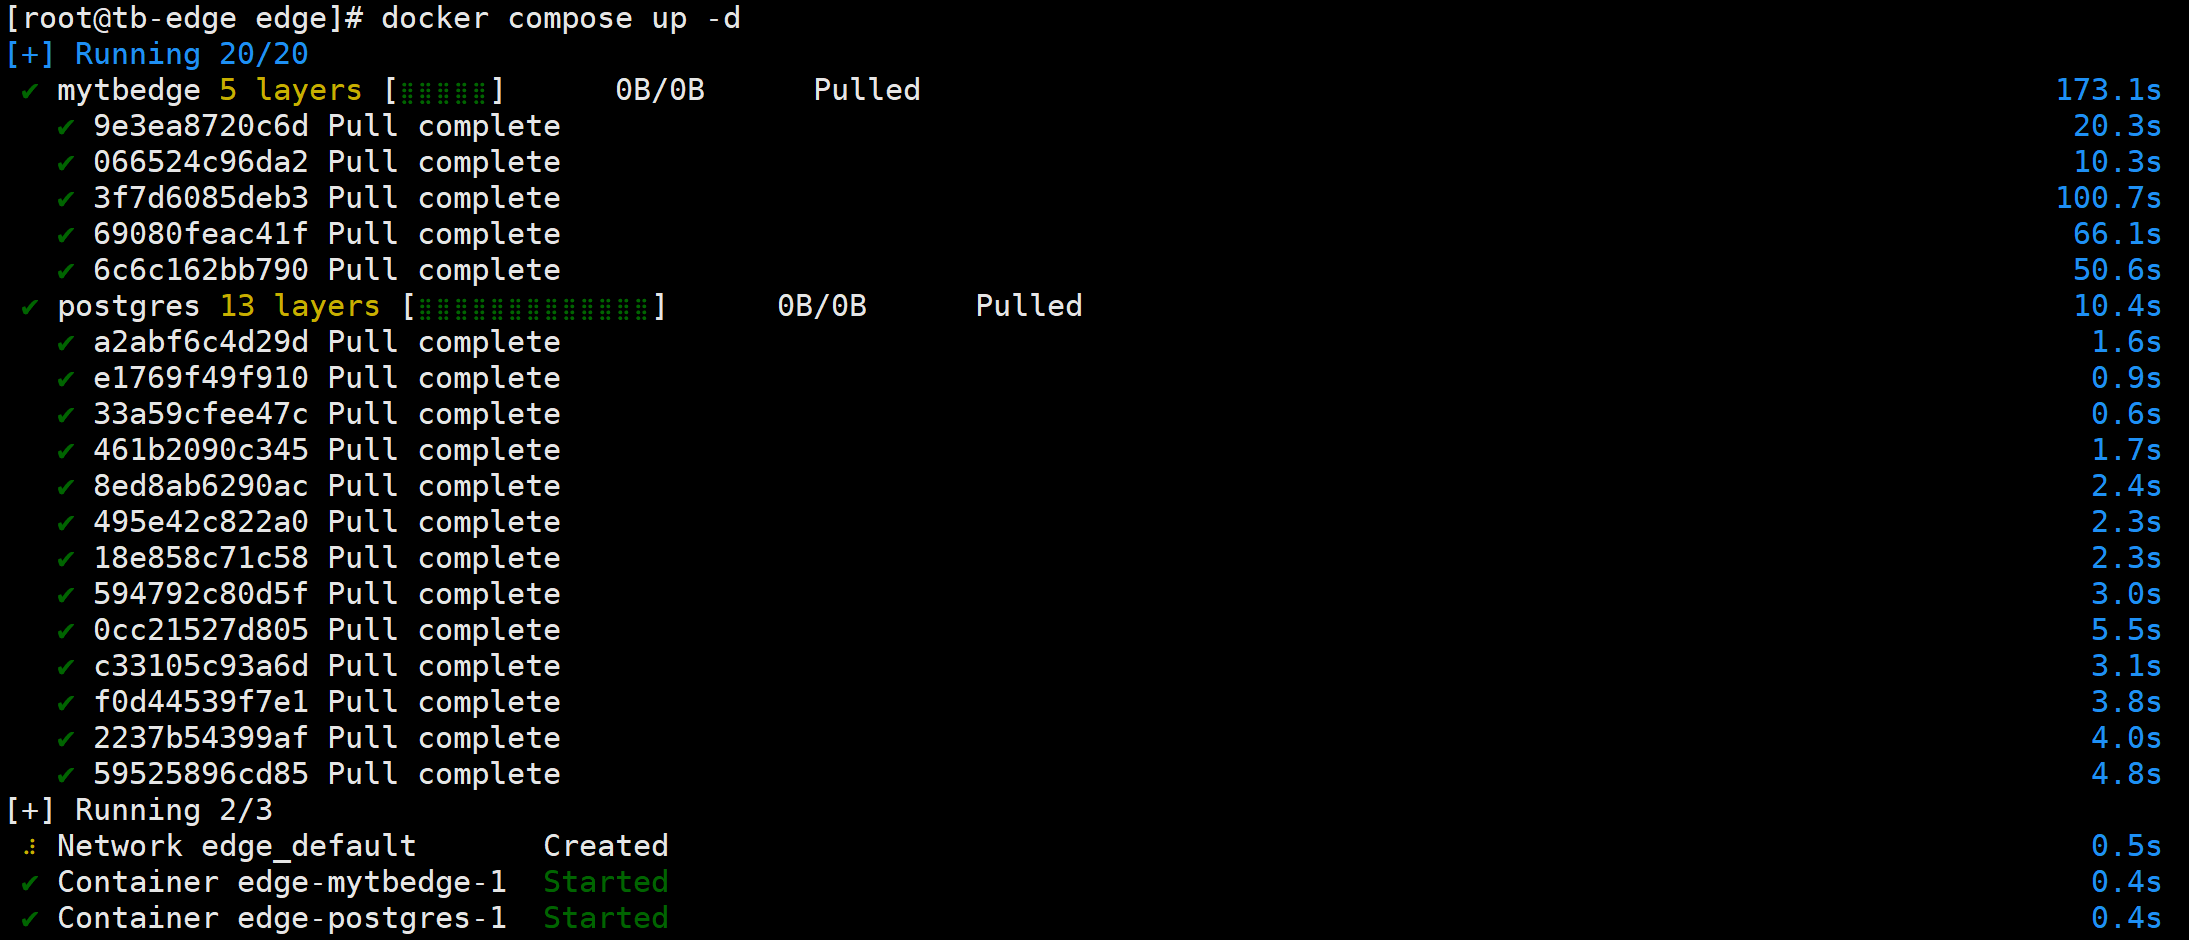 [root@tb-edge edge]# docker compose up -d
[+] Running 20/20
✔ mytbedge 5 layers [⣿⣿⣿⣿⣿] 0B/0B Pulled 173.1s
✔ 9e3ea8720c6d Pull complete 20.3s
✔ 066524c96da2 Pull complete 10.3s
✔ 3f7d6085deb3 Pull complete 100.7s
✔ 69080feac41f Pull complete 66.1s
✔ 6c6c162bb790 Pull complete 50.6s
✔ postgres 13 layers [⣿⣿⣿⣿⣿⣿⣿⣿⣿⣿⣿⣿⣿] 0B/0B Pulled 10.4s
✔ a2abf6c4d29d Pull complete 1.6s
✔ e1769f49f910 Pull complete 0.9s
✔ 33a59cfee47c Pull complete 0.6s
✔ 461b2090c345 Pull complete 1.7s
✔ 8ed8ab6290ac Pull complete 2.4s
✔ 495e42c822a0 Pull complete 2.3s
✔ 18e858c71c58 Pull complete 2.3s
✔ 594792c80d5f Pull complete 3.0s
✔ 0cc21527d805 Pull complete 5.5s
✔ c33105c93a6d Pull complete 3.1s
✔ f0d44539f7e1 Pull complete 3.8s
✔ 2237b54399af Pull complete 4.0s
✔ 59525896cd85 Pull complete 4.8s
[+] Running 2/3
⠼ Network edge_default Created 0.5s
✔ Container edge-mytbedge-1 Started 0.4s
✔ Container edge-postgres-1 Started 0.4s